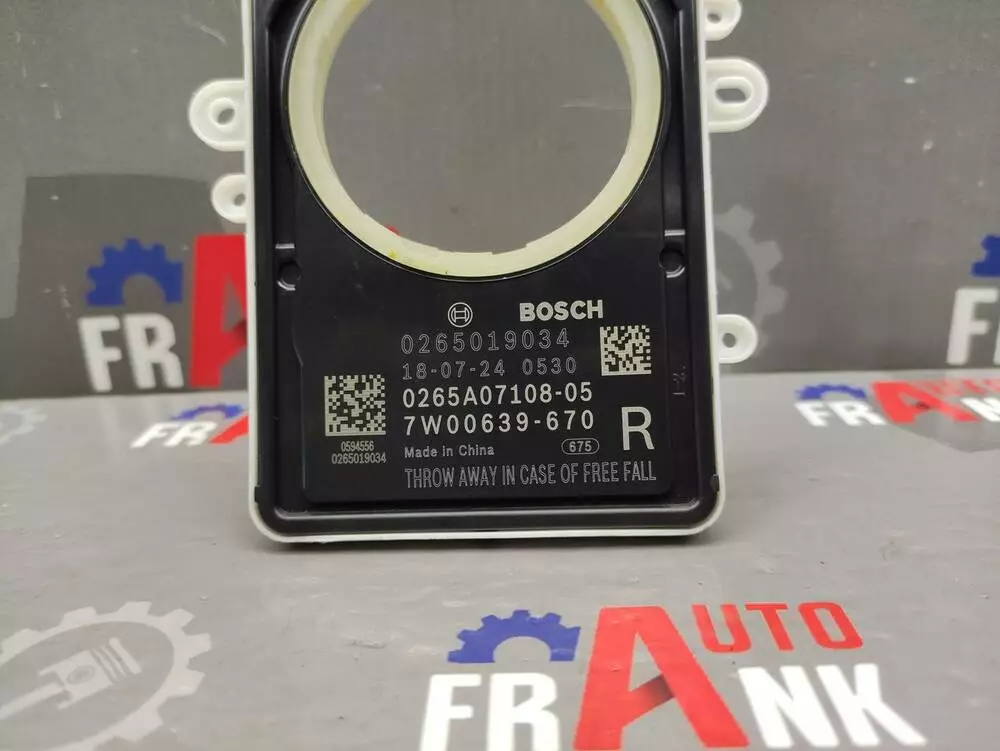 BOSCH
0265019034
18-07-24 0530
0265A07108-05
7W00639-670
R
Made in China
675
THROW AWAY IN CASE OF FREE FALL
0594556
0265019034
FRA
F
AUTO
FRANK